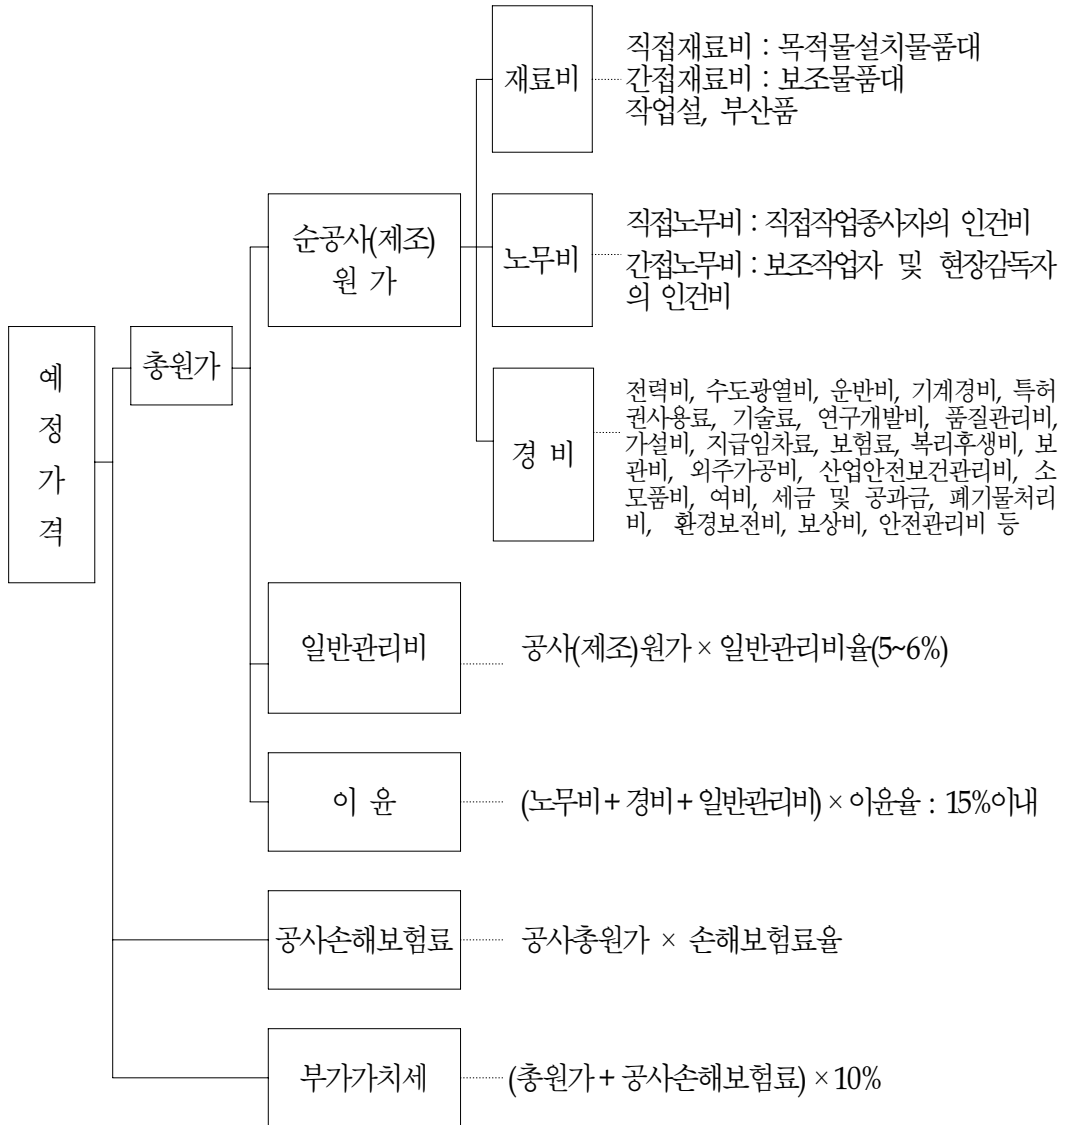 재료비
직접재료비 : 목적물설치물품대
간접재료비 : 보조물품대
작업설, 부산품
순공사(제조)
원 가
노무비
직접노무비 : 직접작업종사자의 인건비
간접노무비 : 보조작업자 및 현장감독자
의 인건비
예
정
가
격
총원가
경 비
전력비, 수도광열비, 운반비, 기계경비, 특허
권사용료, 기술료, 연구개발비, 품질관리비,
가설비, 지급임차료, 보험료, 복리후생비, 보
관비, 외주가공비, 산업안전보건관리비, 소
모품비, 여비, 세금 및 공과금, 폐기물처리
비, 환경보전비, 보상비, 안전관리비 등
일반관리비
공사(제조)원가 × 일반관리비율(5~6%)
이 윤
(노무비 + 경비 + 일반관리비) × 이윤율 : 15%이내
공사손해보험료
공사총원가 × 손해보험료율
부가가치세
(총원가 + 공사손해보험료) × 10%